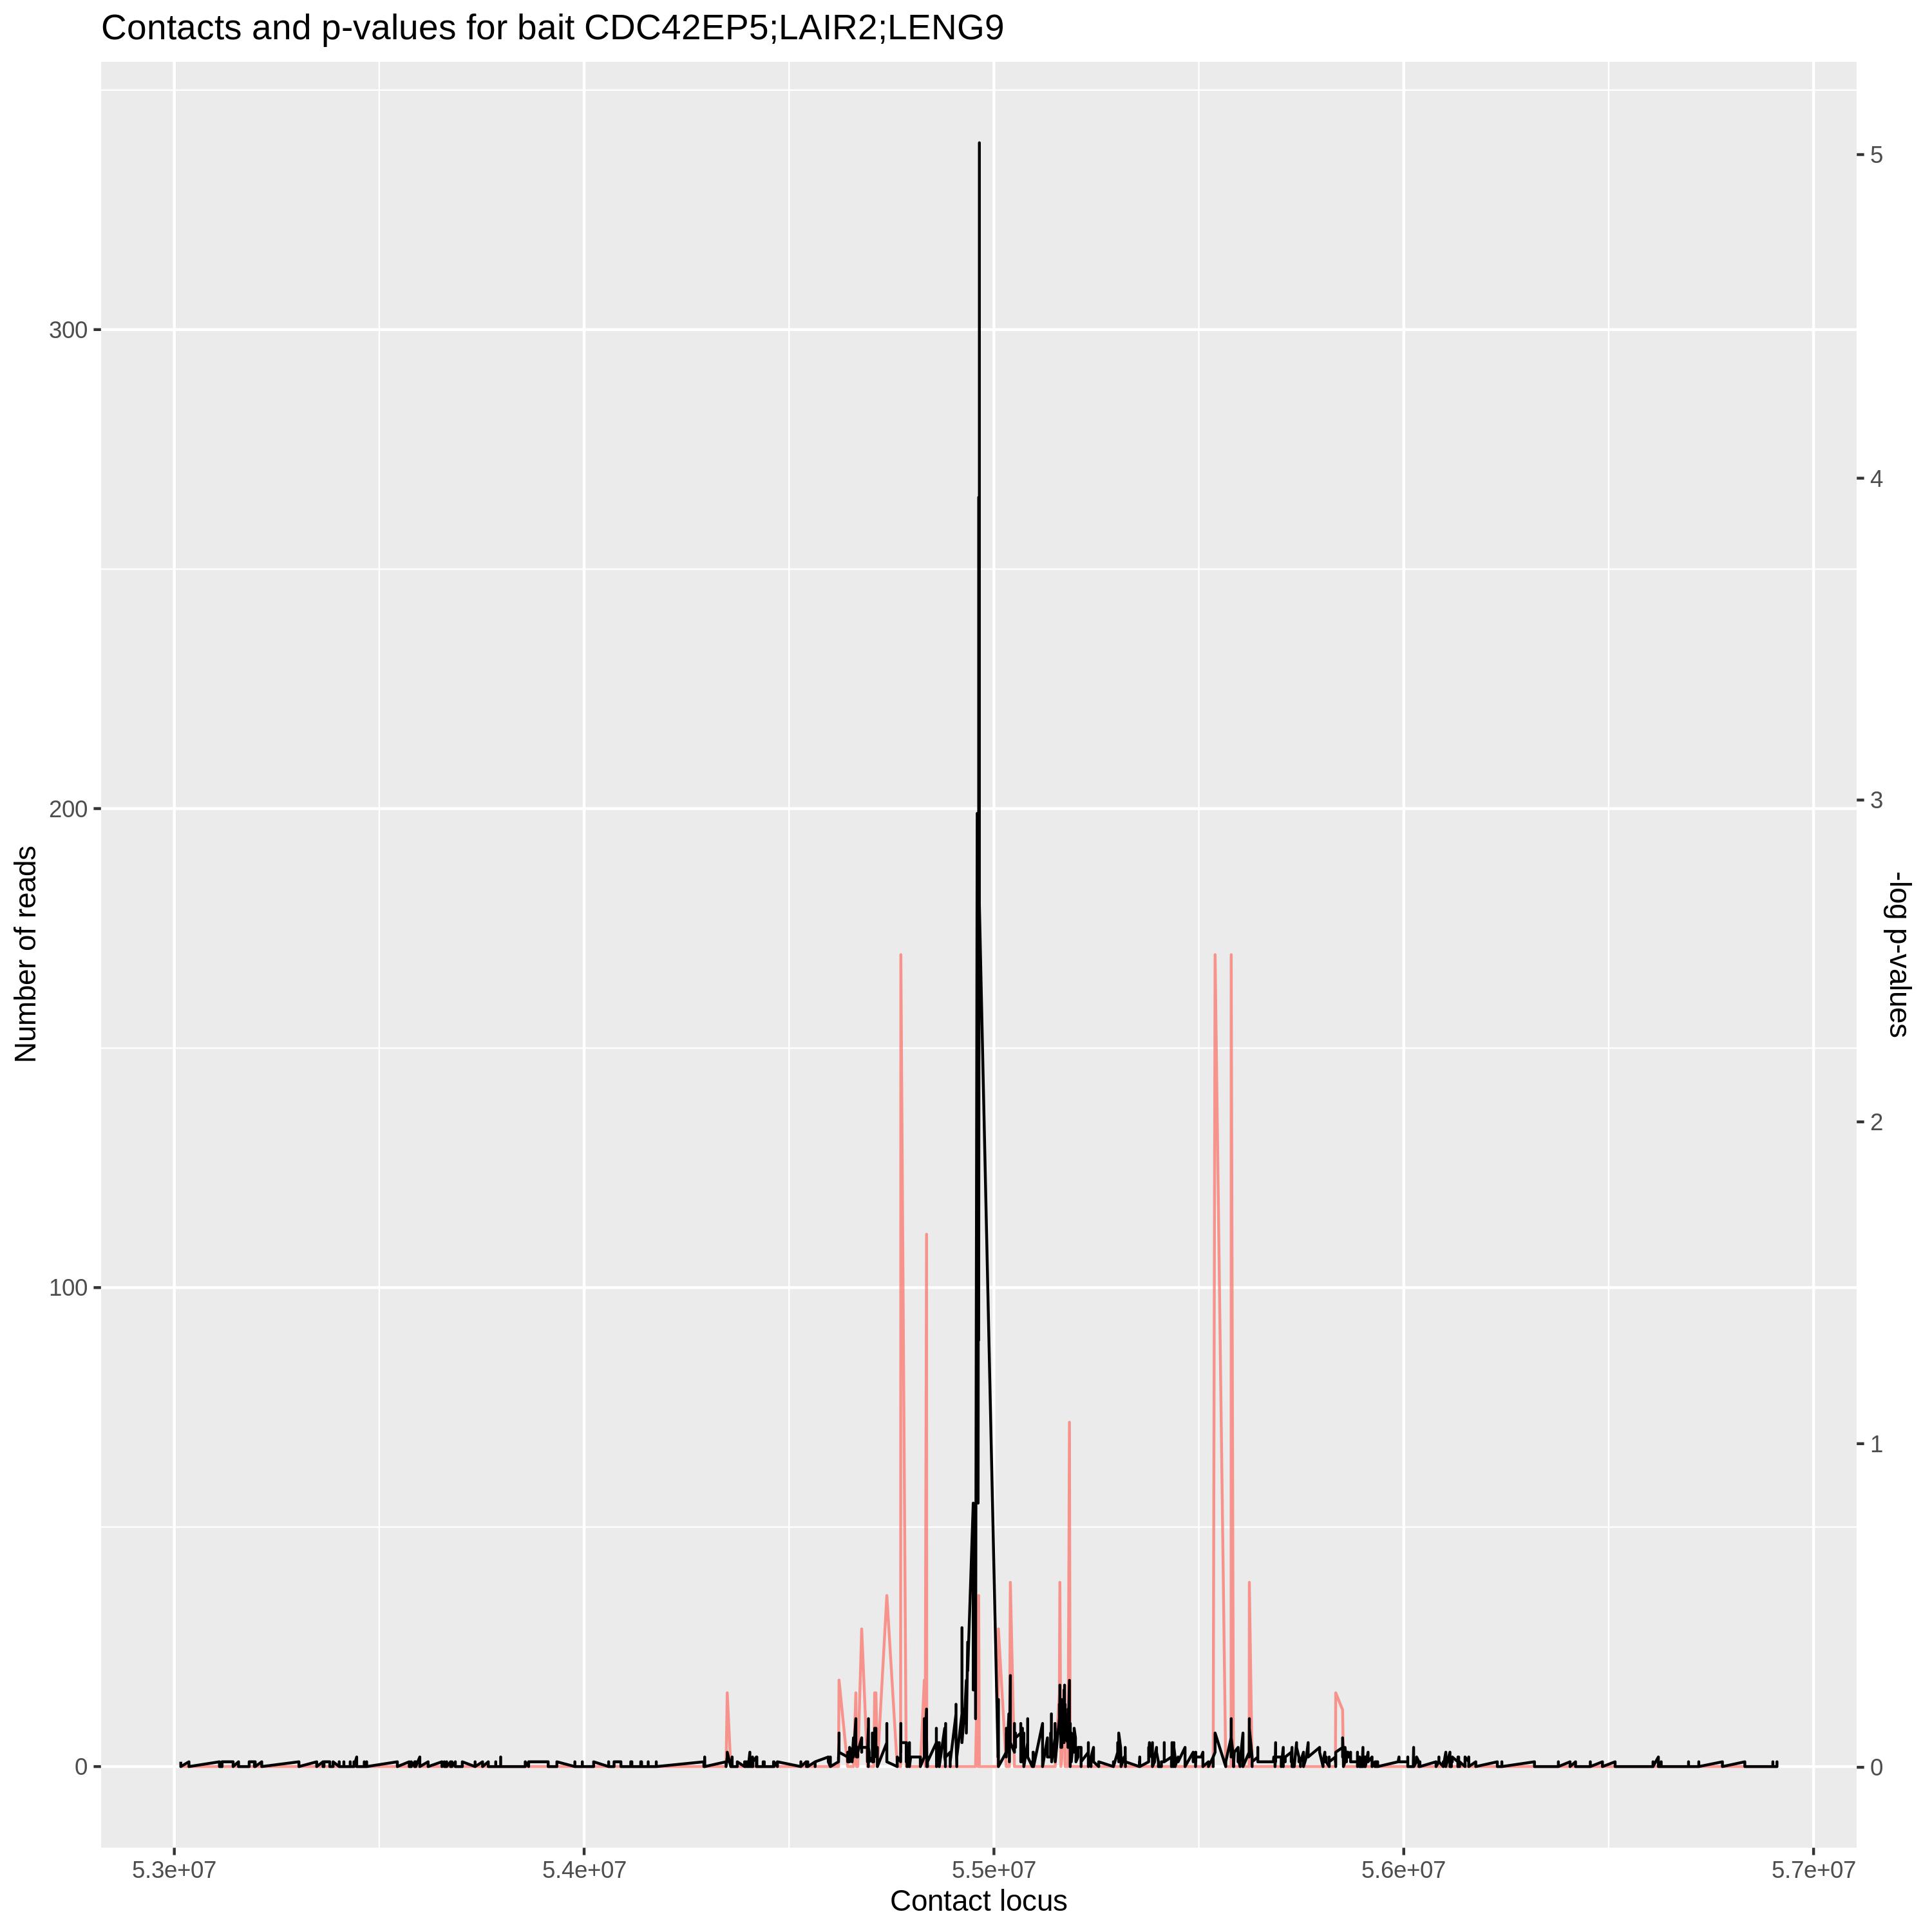 Contacts and p-values for bait CDC42EP5;LAIR2;LENG9
Number of reads
300
200
100
0
5
4
3
2
1
0
-log p-values
5.3e+07 5.4e+07 5.5e+07 5.6e+07 5.7e+07
Contact locus